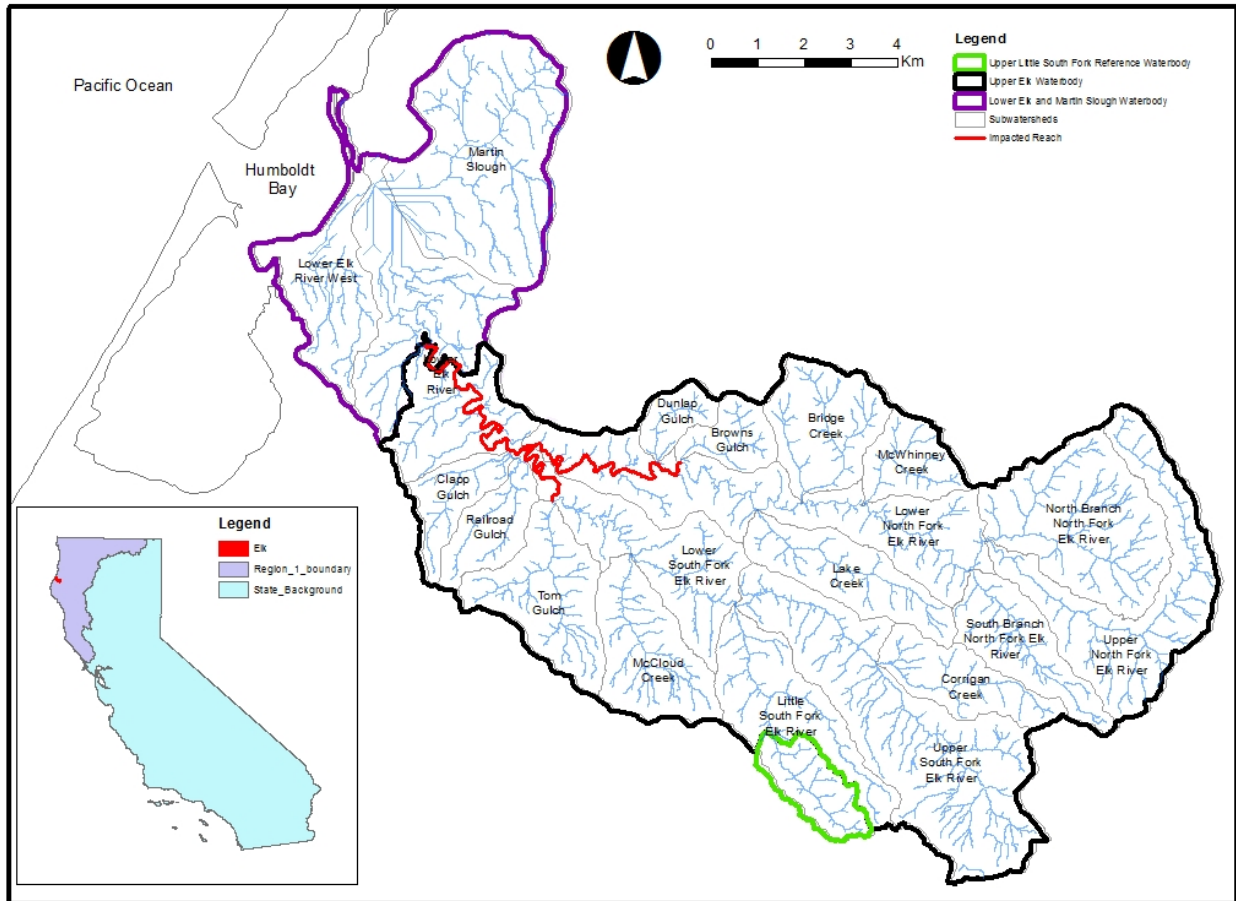 Pacific Ocean
Humboldt
Bay
Martin
Slough
Lower Elk
River West
0 1 2 3 4
Km
Legend
Upper Little South Fork Reference Waterbody
Upper Elk Waterbody
Lower Elk and Martin Slough Waterbody
Subwatersheds
Impacted Reach
Lower
Elk
River
Dunlap
Gulch
Browns
Gulch
Bridge
Creek
McWhinney
Creek
Clapp
Gulch
Railroad
Gulch
Tom
Gulch
Lower
South Fork
Elk River
Lake
Creek
Lower
North Fork
Elk River
North Branch
North Fork
Elk River
South Branch
North Fork Elk
River
Upper
North Fork
Elk River
McCloud
Creek
Corrigan
Creek
Little
South Fork
Elk River
Upper
South Fork
Elk River
Legend
Elk
Region_1_boundary
State_Background